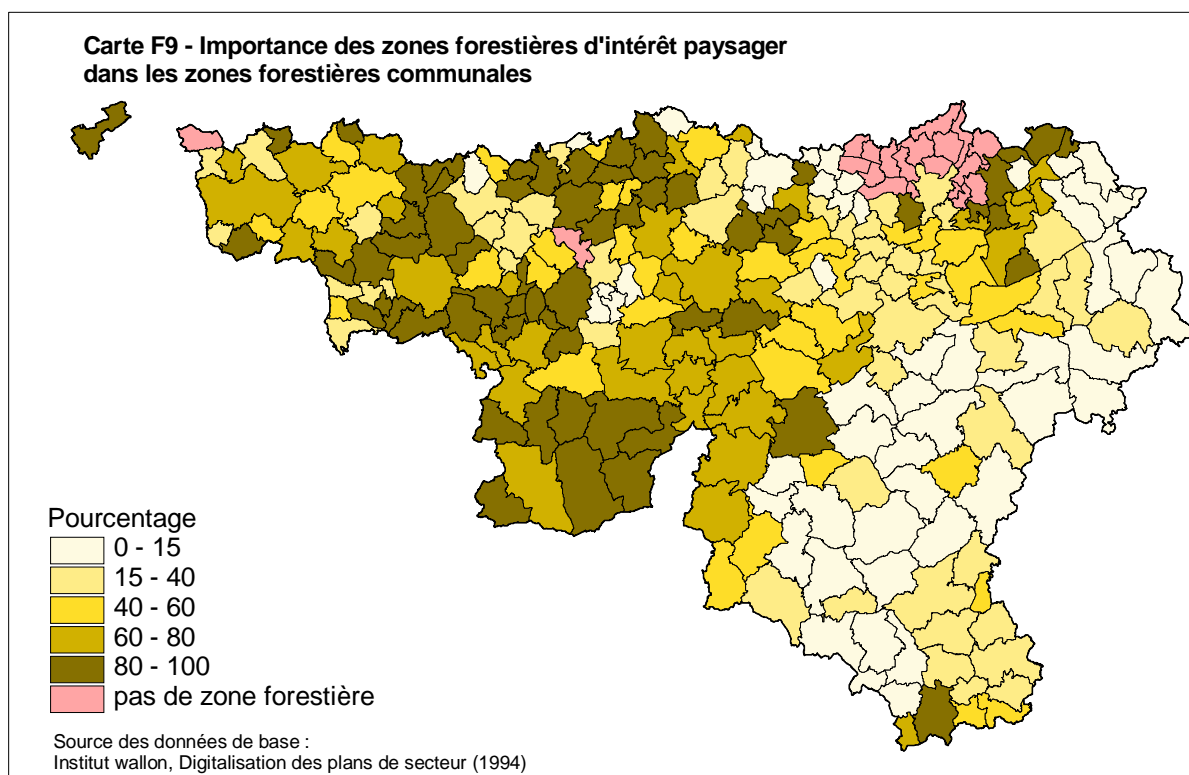 Carte F9 - Importance des zones forestières d'intérêt paysager
dans les zones forestières communales
Pourcentage
0 - 15
15 - 40
40 - 60
60 - 80
80 - 100
pas de zone forestière
Source des données de base :
Institut wallon, Digitalisation des plans de secteur (1994)